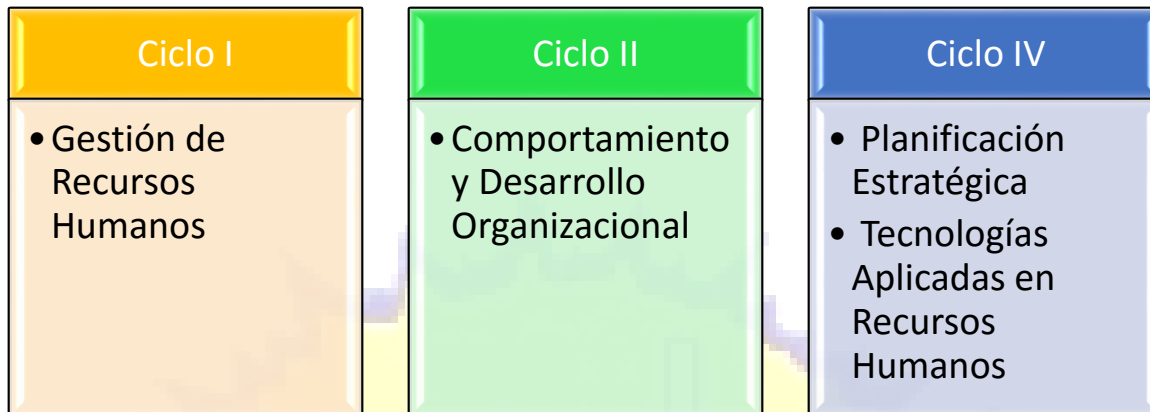 Ciclo I
• Gestión de
Recursos
Humanos
Ciclo II
• Comportamiento
y Desarrollo
Organizacional
Ciclo IV
• Planificación
Estratégica
• Tecnologías
Aplicadas en
Recursos
Humanos